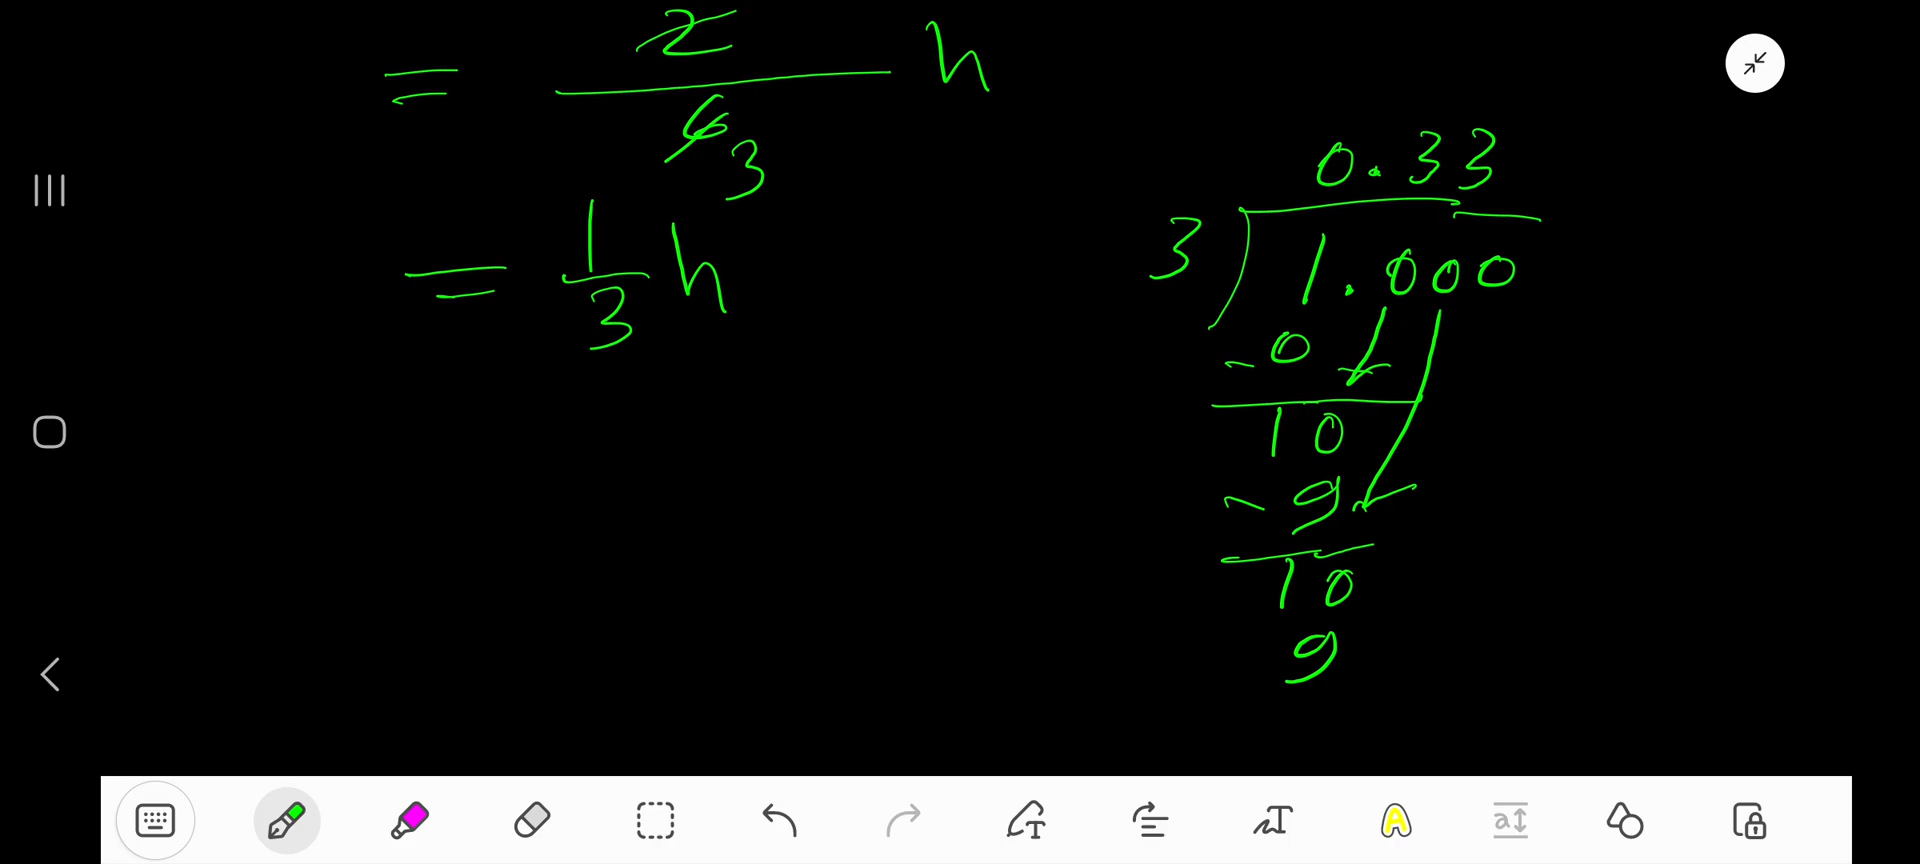 = 2/6 h
3
= 1/3 h
0.33
3 ) 1.000
- 0
10
- 9
10
9